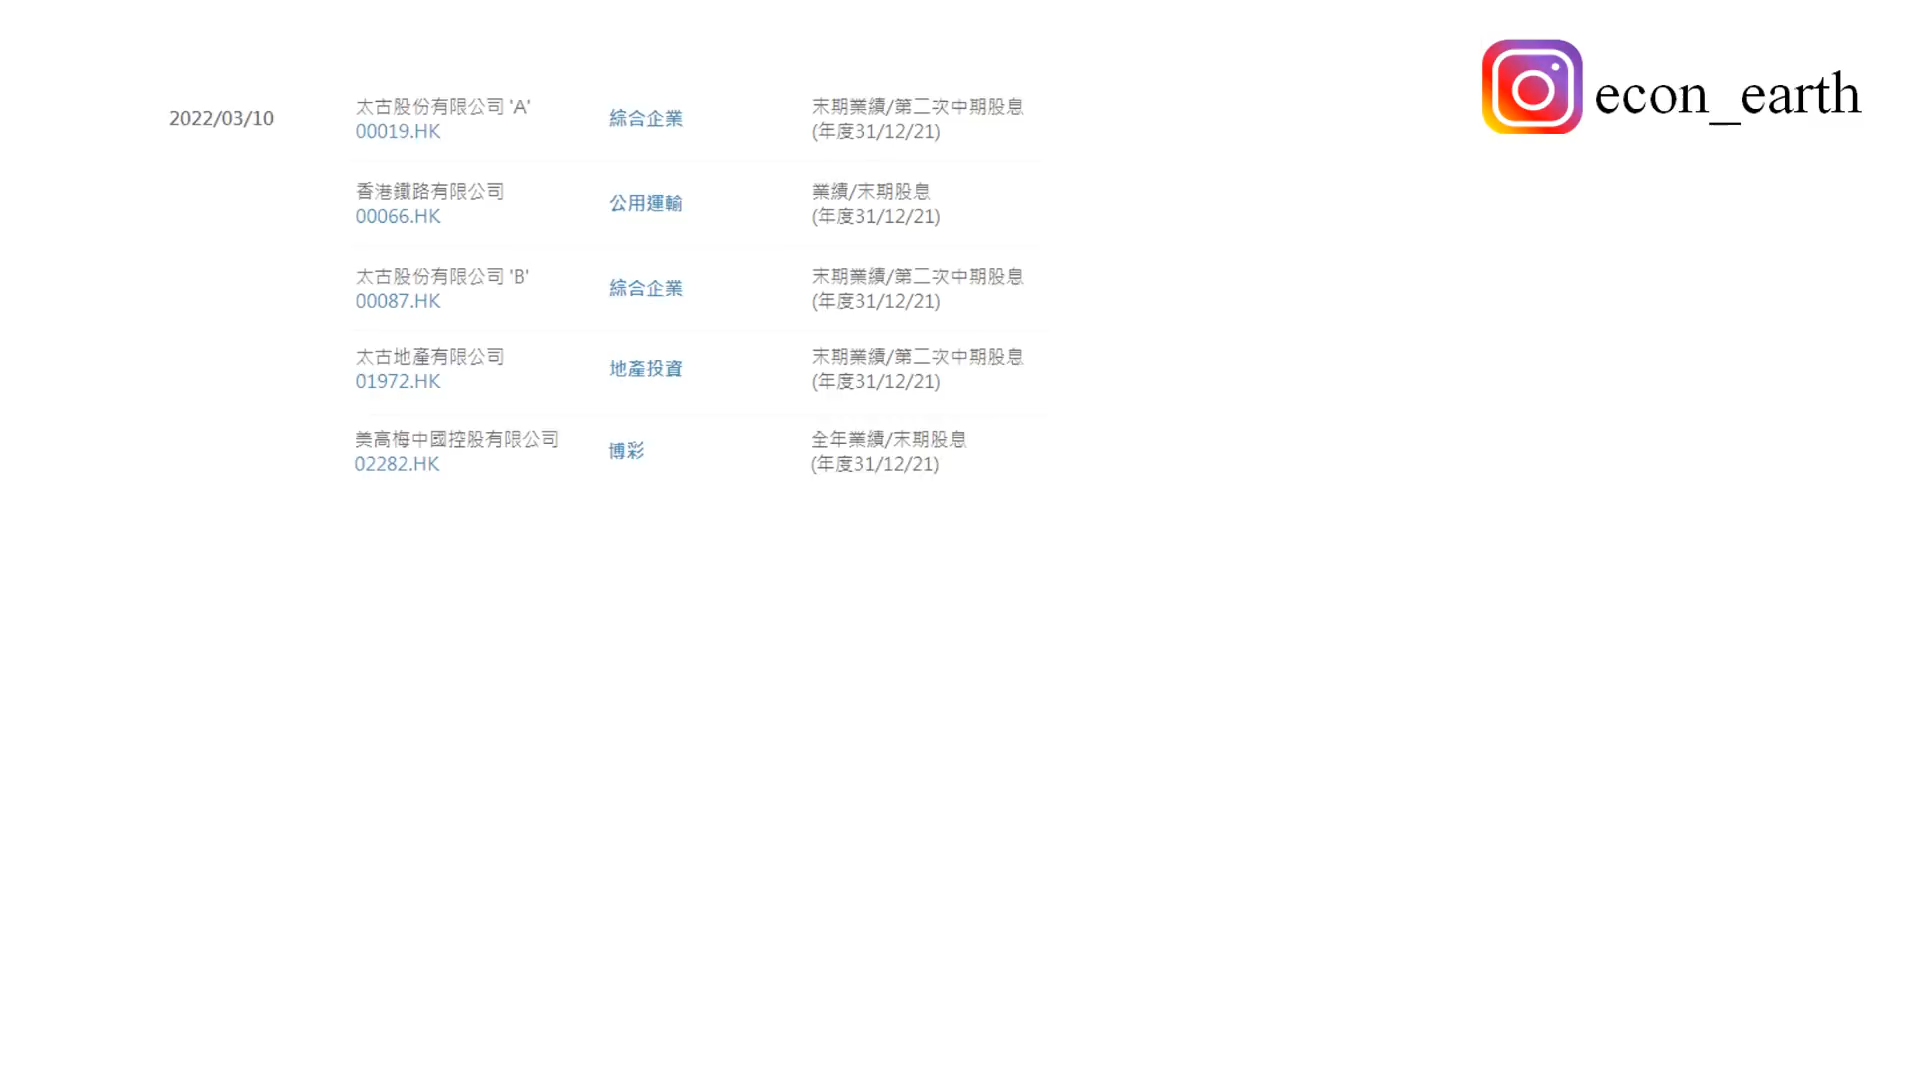 econ_earth
2022/03/10
太古股份有限公司 'A'
00019.HK
綜合企業
末期業績/第二次中期股息
(年度31/12/21)
香港鐵路有限公司
00066.HK
公用運輸
業績/末期股息
(年度31/12/21)
太古股份有限公司 'B'
00087.HK
綜合企業
末期業績/第二次中期股息
(年度31/12/21)
太古地產有限公司
01972.HK
地產投資
末期業績/第二次中期股息
(年度31/12/21)
美高梅中國控股有限公司
02282.HK
博彩
全年業績/末期股息
(年度31/12/21)